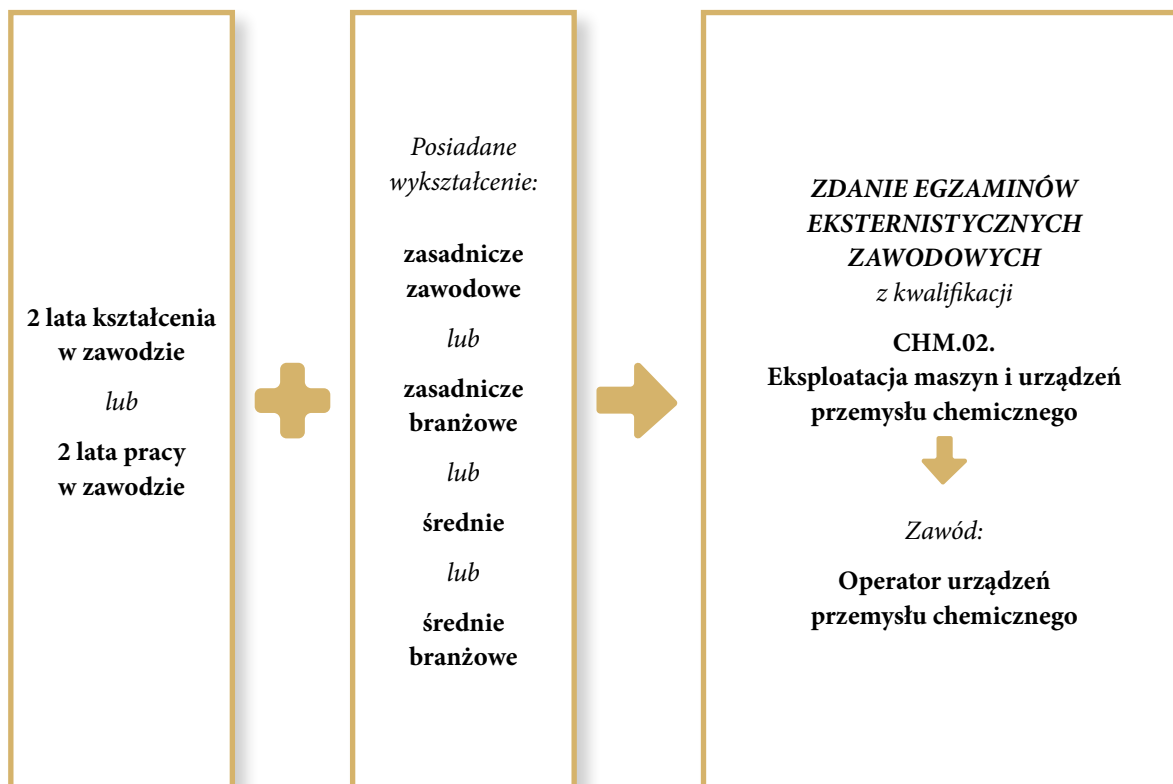 2 lata kształcenia
w zawodzie
lub
2 lata pracy
w zawodzie
Posiadane
wykształcenie:
zasadnicze
zawodowe
lub
zasadnicze
branżowe
lub
średnie
lub
średnie
branżowe
ZDANIE EGZAMINÓW
EKSTERNISTYCZNYCH
ZAWODOWYCH
z kwalifikacji
CHM.02.
Eksploatacja maszyn i urządzeń
przemysłu chemicznego
Zawód:
Operator urządzeń
przemysłu chemicznego